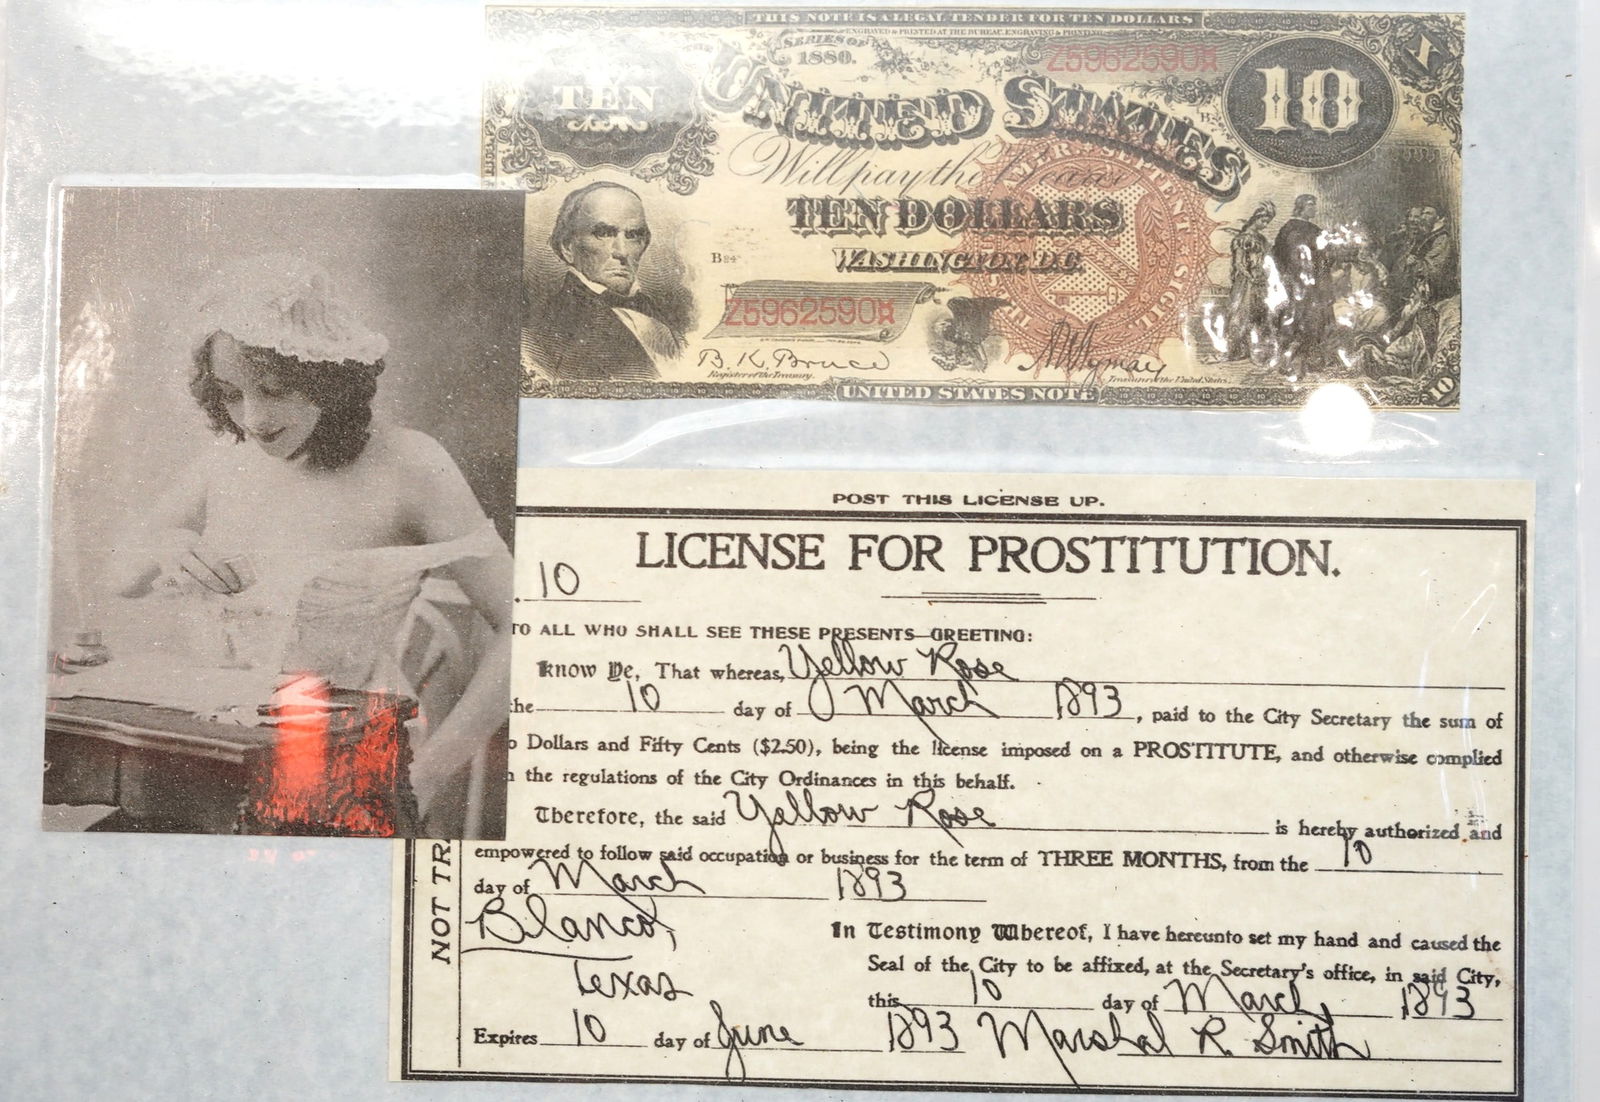 THIS NOTE IS A LEGAL TENDER FOR TEN DOLLARS
ENGRAVED & PRINTED AT THE BUREAU, ENGRAVING & PRINTING
SERIES OF
1880.
Z5962590
TEN
10
X
UNITED STATES
Will pay the bearer
TEN DOLLARS
WASHINGTON, D.C.
Z5962590
B. K. Bruce
Register of the Treasury.
Treasurer of the United States.
UNITED STATES NOTE
10
POST THIS LICENSE UP.
LICENSE FOR PROSTITUTION.
10
TO ALL WHO SHALL SEE THESE PRESENTS—GREETING:
Know Ye, That whereas, Yellow Rose
the 10 day of March 1893, paid to the City Secretary the sum of
Dollars and Fifty Cents ($2.50), being the license imposed on a PROSTITUTE, and otherwise complied
the regulations of the City Ordinances in this behalf.
Therefore, the said Yellow Rose is hereby authorized and
empowered to follow said occupation or business for the term of THREE MONTHS, from the 10
day of March 1893
Blanco,
Texas
In Testimony Whereof, I have hereunto set my hand and caused the
Seal of the City to be affixed, at the Secretary's office, in said City,
this 10 day of March, 1893
Expires 10 day of June 1893 Marshal R. Smith
NOT TR